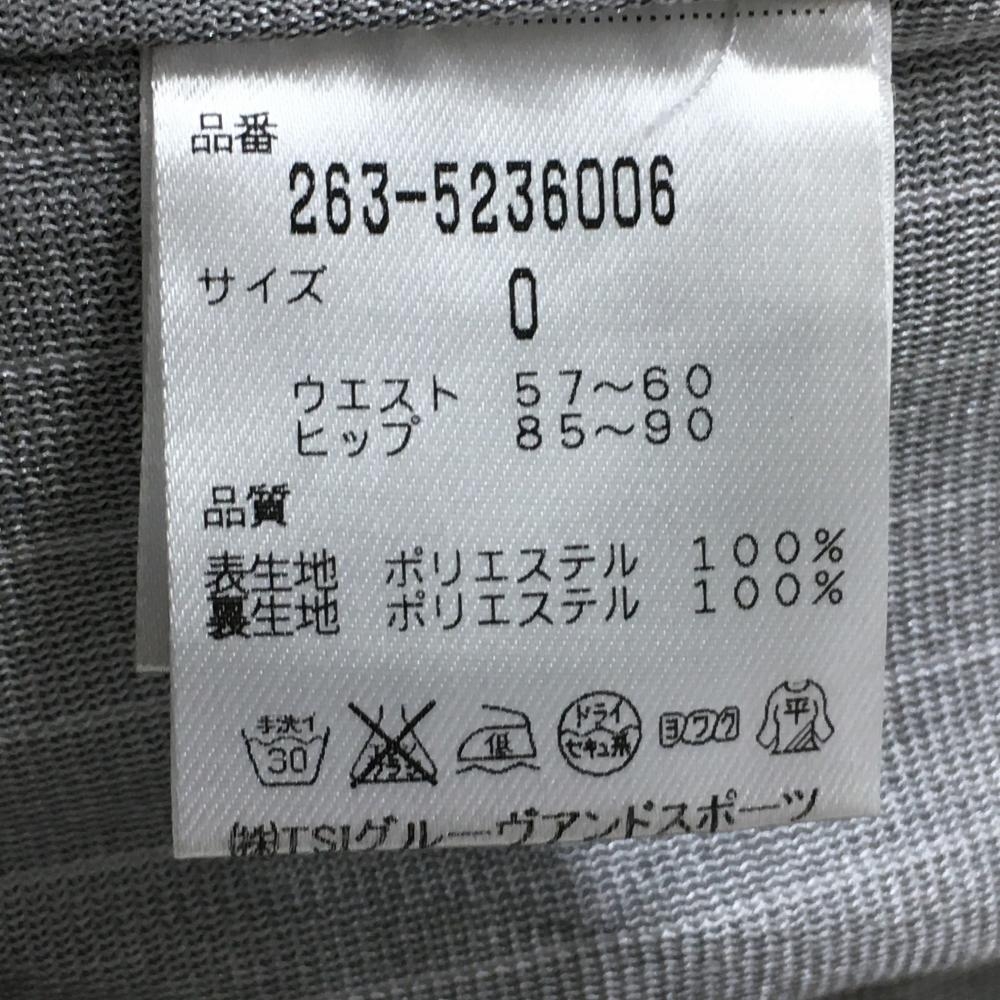 品番
263-5236006
サイズ 0
ウエスト 57〜60
ヒップ 85〜90
品質
表生地 ポリエステル 100%
裏生地 ポリエステル 100%
手洗イ 30 低 ドライ セキユ系 ヨワク 平
㈱TSIグルーヴアンドスポーツ